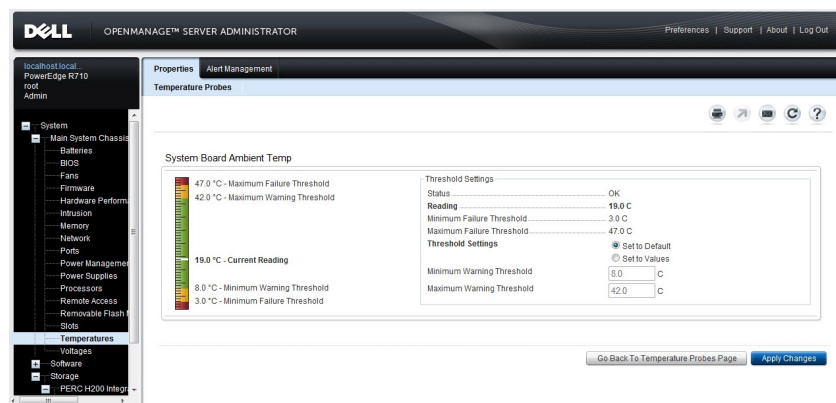 DELL OPENMANAGE™ SERVER ADMINISTRATOR Preferences | Support | About | Log Out
localhost.local...
PowerEdge R710
root
Admin
Properties Alert Management
Temperature Probes
System
Main System Chassis
Batteries
BIOS
Fans
Firmware
Hardware Performa
Intrusion
Memory
Network
Ports
Power Managemen
Power Supplies
Processors
Remote Access
Removable Flash
Slots
Temperatures
Voltages
Software
Storage
PERC H200 Integra
System Board Ambient Temp
47.0 °C - Maximum Failure Threshold
42.0 °C - Maximum Warning Threshold
19.0 °C - Current Reading
8.0 °C - Minimum Warning Threshold
3.0 °C - Minimum Failure Threshold
Threshold Settings
Status OK
Reading 19.0 C
Minimum Failure Threshold 3.0 C
Maximum Failure Threshold 47.0 C
Threshold Settings Set to Default
Set to Values
Minimum Warning Threshold 8.0 C
Maximum Warning Threshold 42.0 C
Go Back To Temperature Probes Page Apply Changes